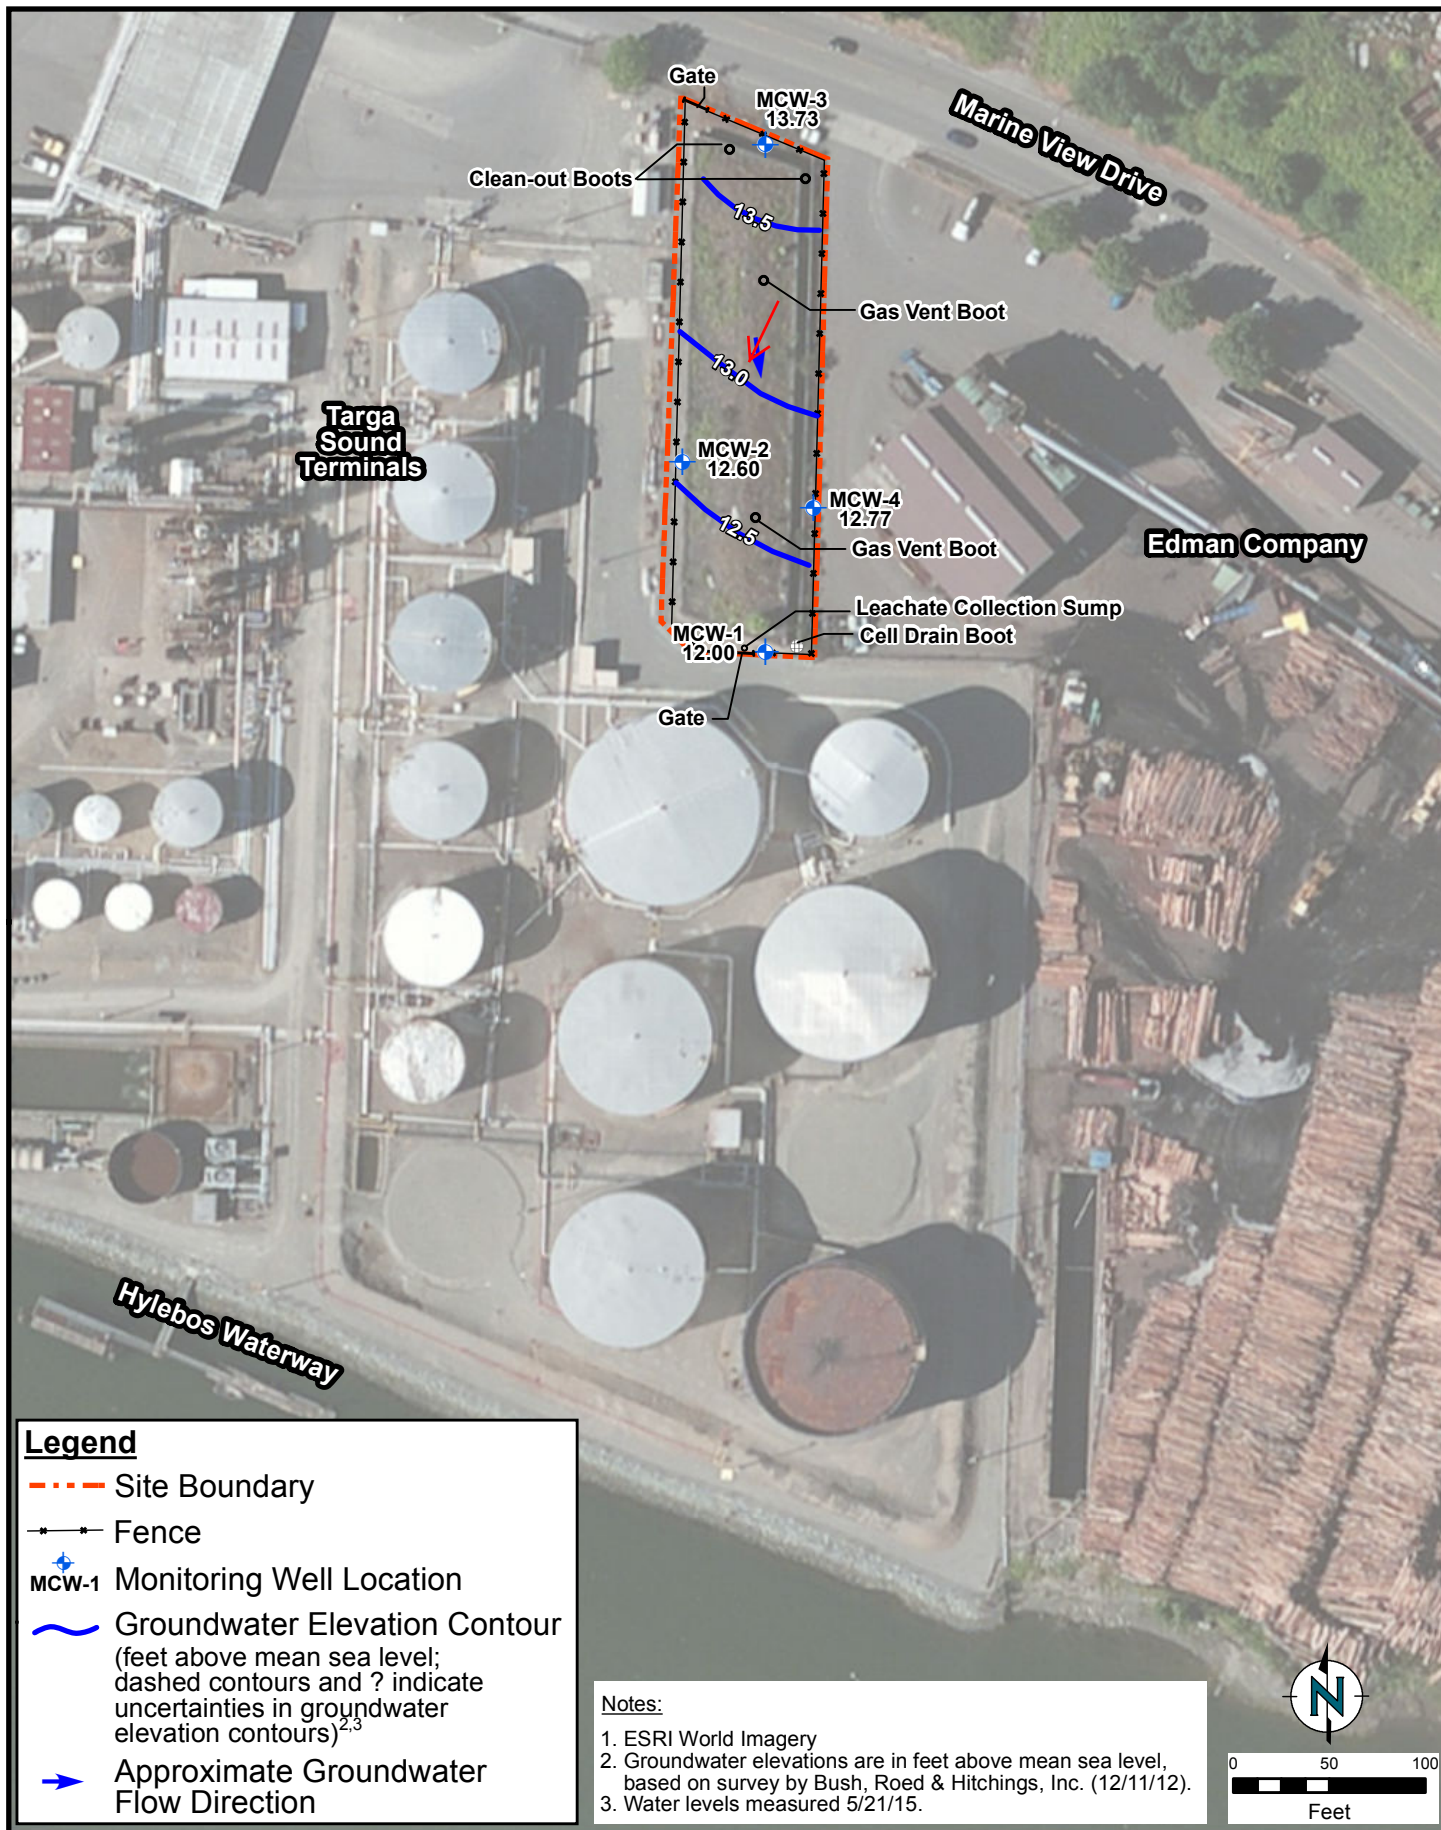 Gate
MCW-3
13.73
Marine View Drive
Clean-out Boots
13.5
Gas Vent Boot
13.0
Targa
Sound
Terminals
MCW-2
12.60
MCW-4
12.77
12.5
Gas Vent Boot
Edman Company
Leachate Collection Sump
MCW-1
12.00
Cell Drain Boot
Gate
Hylebos Waterway
Legend
Site Boundary
Fence
MCW-1 Monitoring Well Location
Groundwater Elevation Contour
(feet above mean sea level;
dashed contours and ? indicate
uncertainties in groundwater
elevation contours)2,3
Approximate Groundwater
Flow Direction
Notes:
1. ESRI World Imagery
2. Groundwater elevations are in feet above mean sea level,
based on survey by Bush, Roed & Hitchings, Inc. (12/11/12).
3. Water levels measured 5/21/15.
N
0 50 100
Feet